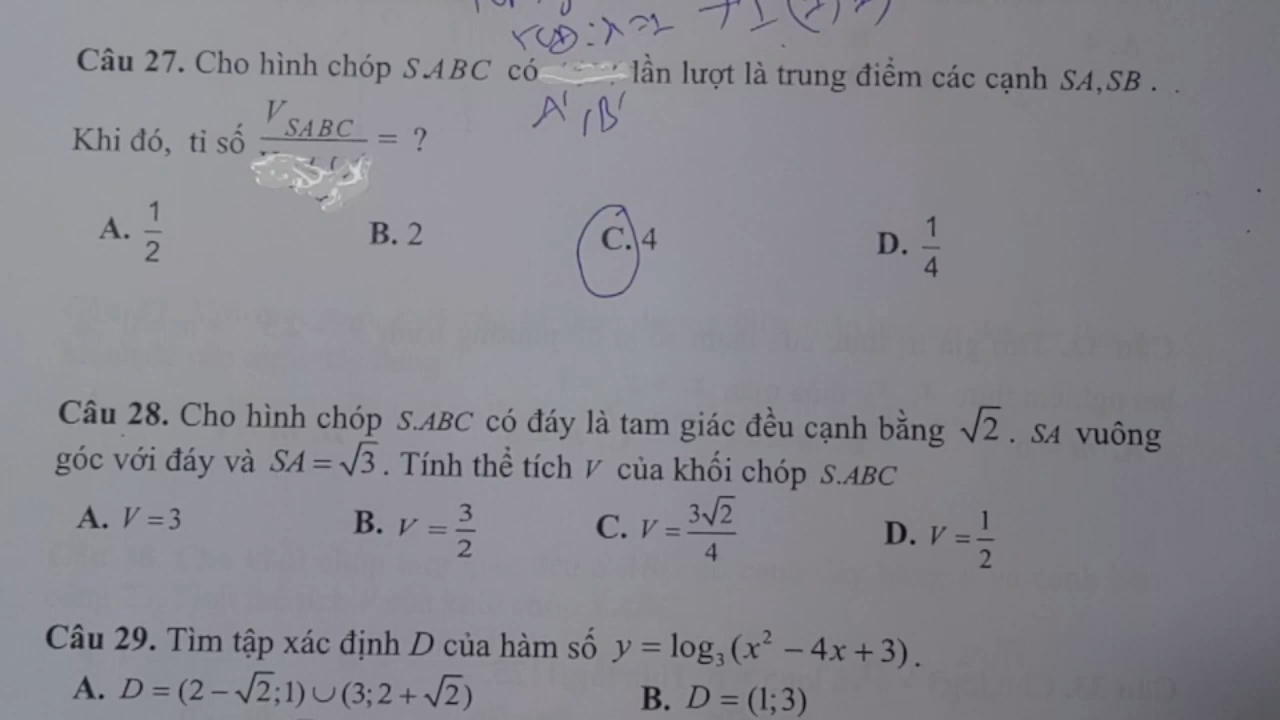 Câu 27. Cho hình chóp S.ABC có lần lượt là trung điểm các cạnh SA,SB .
A',B'
Khi đó, tỉ số V_SABC = ?
A. 1/2 B. 2 C. 4 D. 1/4
Câu 28. Cho hình chóp S.ABC có đáy là tam giác đều cạnh bằng √2 . SA vuông
góc với đáy và SA = √3 . Tính thể tích V của khối chóp S.ABC
A. V = 3 B. V = 3/2 C. V = 3√2/4 D. V = 1/2
Câu 29. Tìm tập xác định D của hàm số y = log₃(x² − 4x + 3).
A. D = (2 − √2;1) ∪ (3;2 + √2) B. D = (1;3)